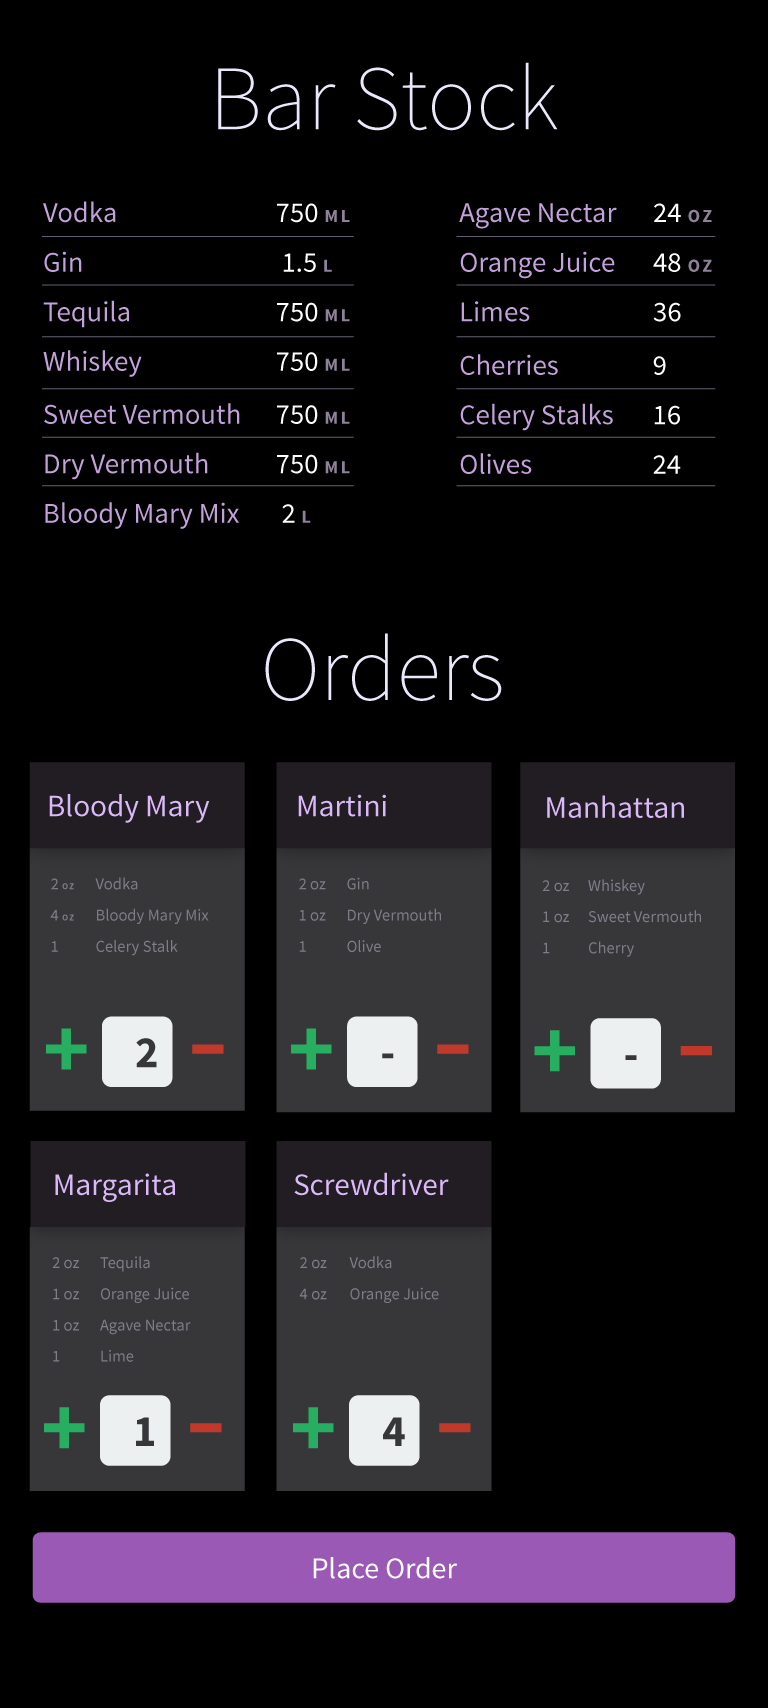 Bar Stock
Vodka 750 ML
Gin 1.5 L
Tequila 750 ML
Whiskey 750 ML
Sweet Vermouth 750 ML
Dry Vermouth 750 ML
Bloody Mary Mix 2 L
Agave Nectar 24 OZ
Orange Juice 48 OZ
Limes 36
Cherries 9
Celery Stalks 16
Olives 24
Orders
Bloody Mary
2 oz Vodka
4 oz Bloody Mary Mix
1 Celery Stalk
+ 2 −
Martini
2 oz Gin
1 oz Dry Vermouth
1 Olive
+ - −
Manhattan
2 oz Whiskey
1 oz Sweet Vermouth
1 Cherry
+ - −
Margarita
2 oz Tequila
1 oz Orange Juice
1 oz Agave Nectar
1 Lime
+ 1 −
Screwdriver
2 oz Vodka
4 oz Orange Juice
+ 4 −
Place Order